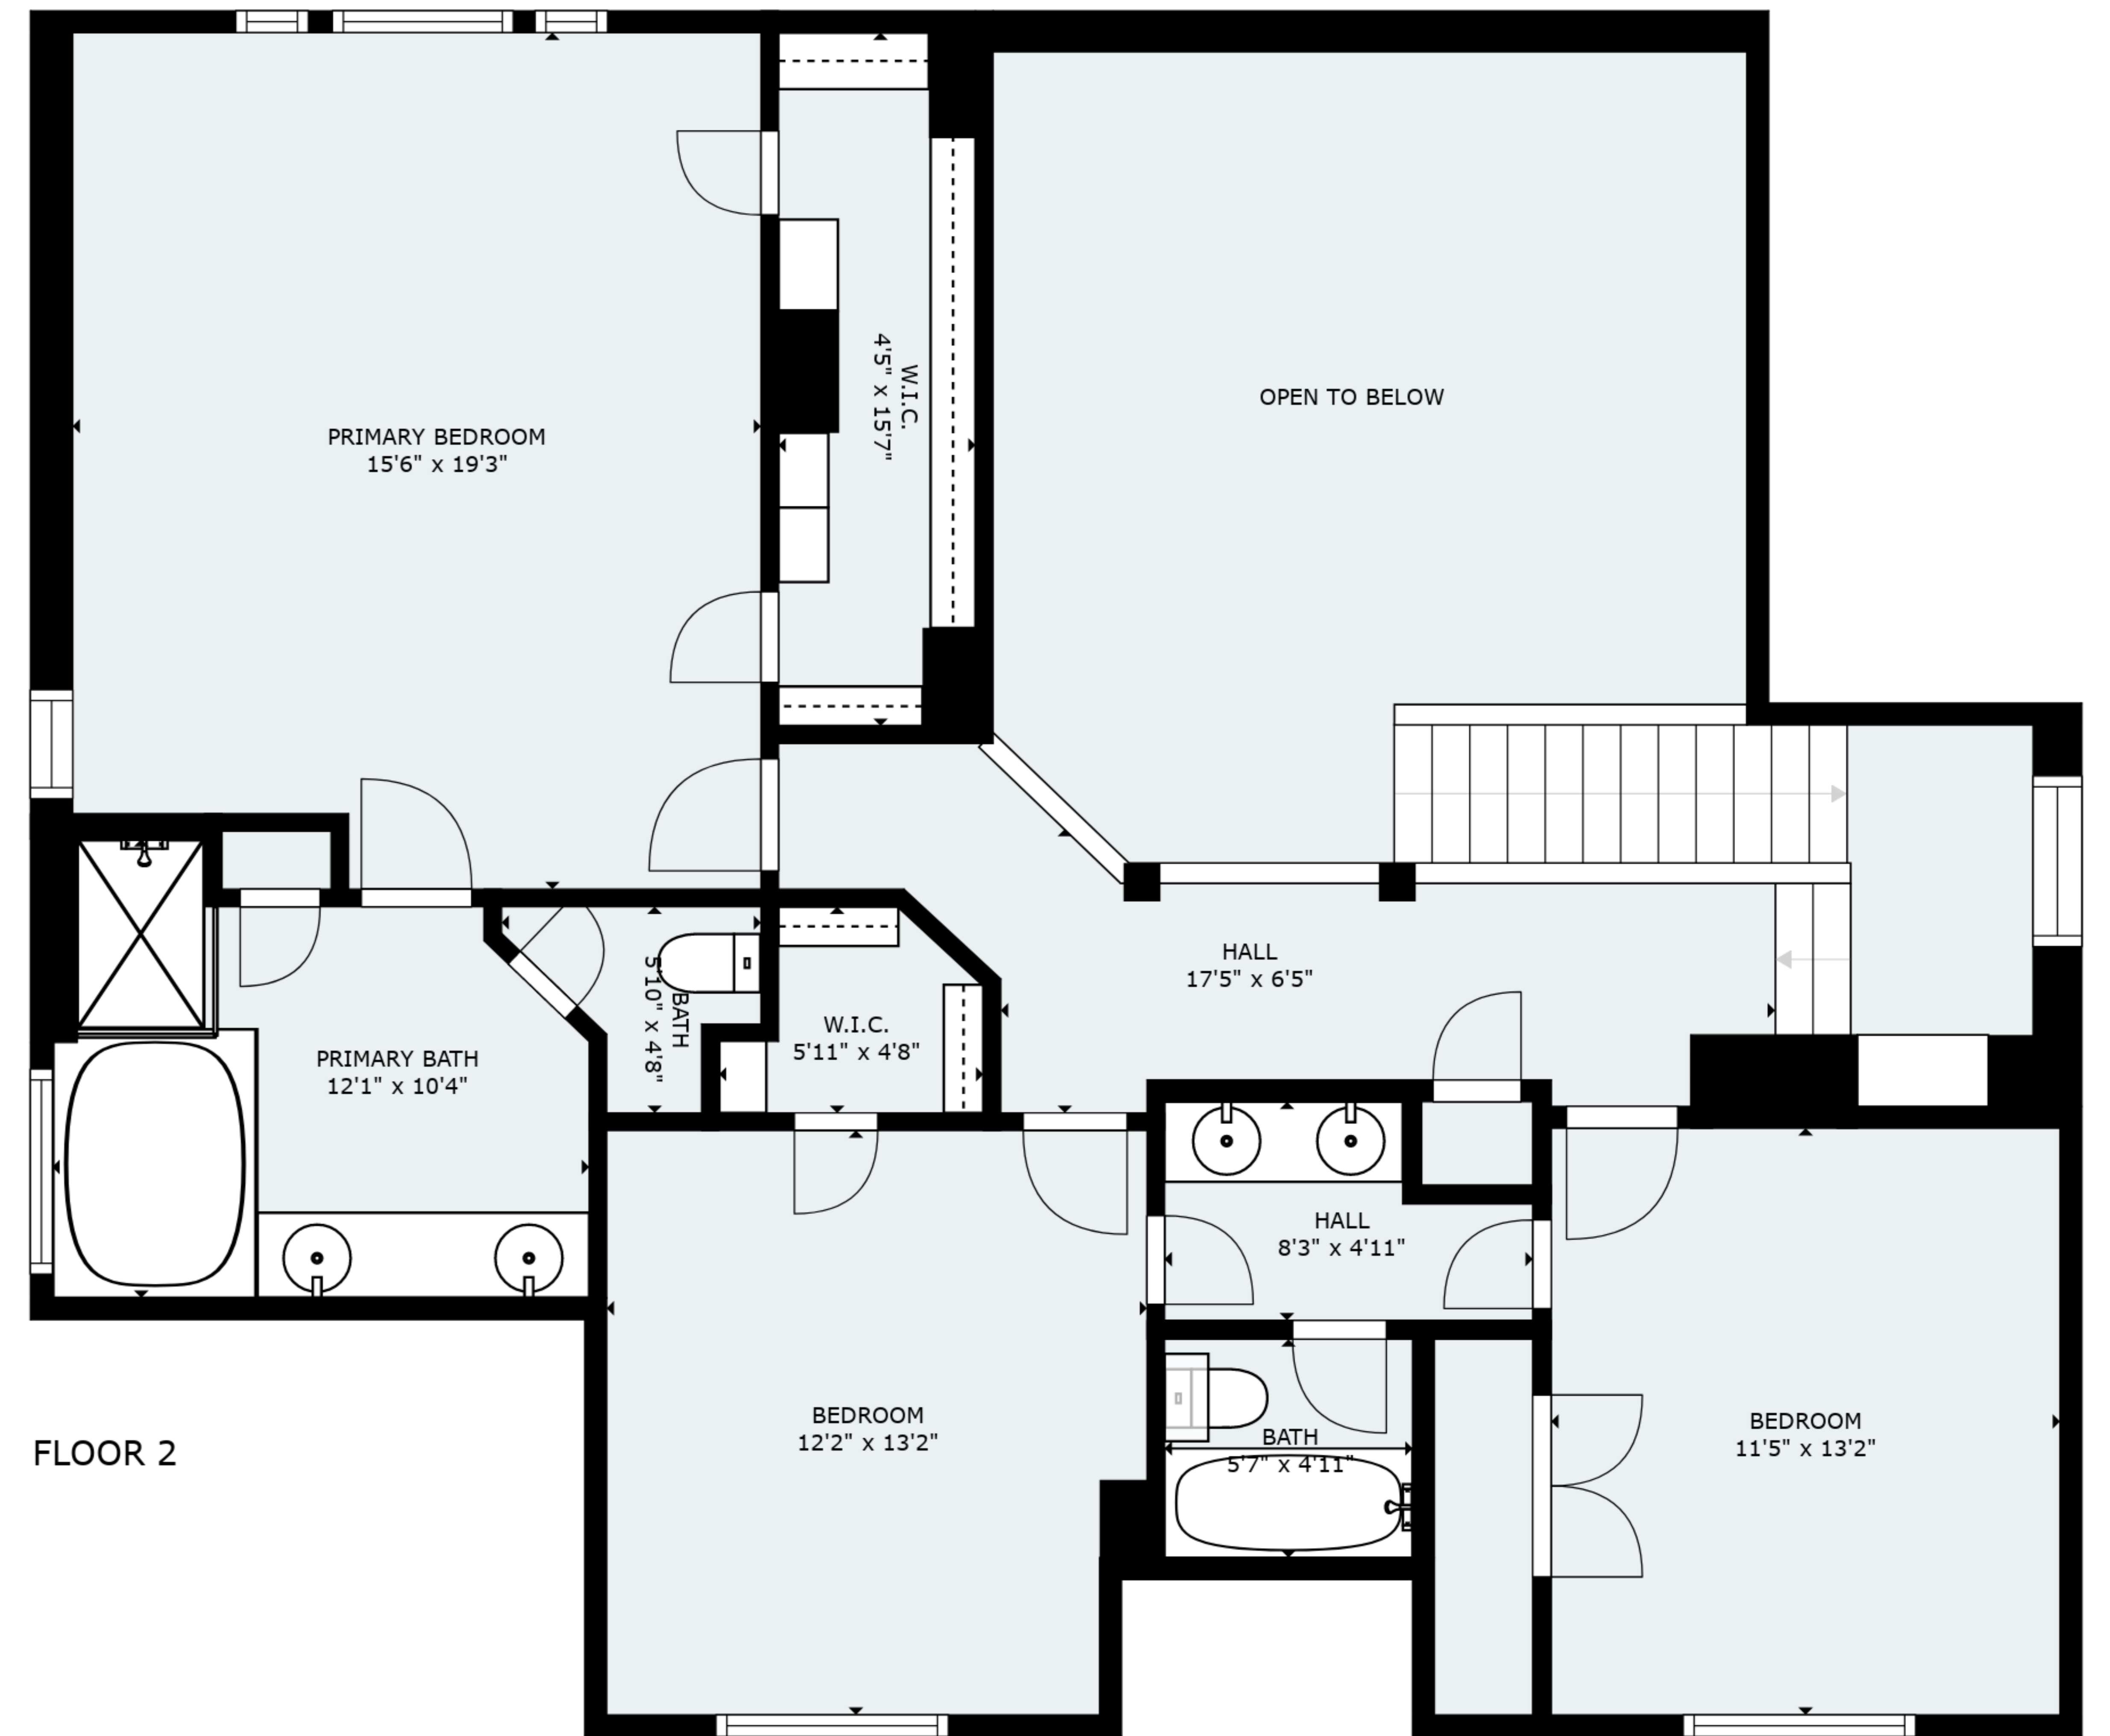 PRIMARY BEDROOM
15'6" x 19'3"
W.I.C.
4'5" x 15'7"
OPEN TO BELOW
HALL
17'5" x 6'5"
BATH
5'10" x 4'8"
W.I.C.
5'11" x 4'8"
PRIMARY BATH
12'1" x 10'4"
HALL
8'3" x 4'11"
BEDROOM
12'2" x 13'2"
BATH
5'7" x 4'11"
BEDROOM
11'5" x 13'2"
FLOOR 2